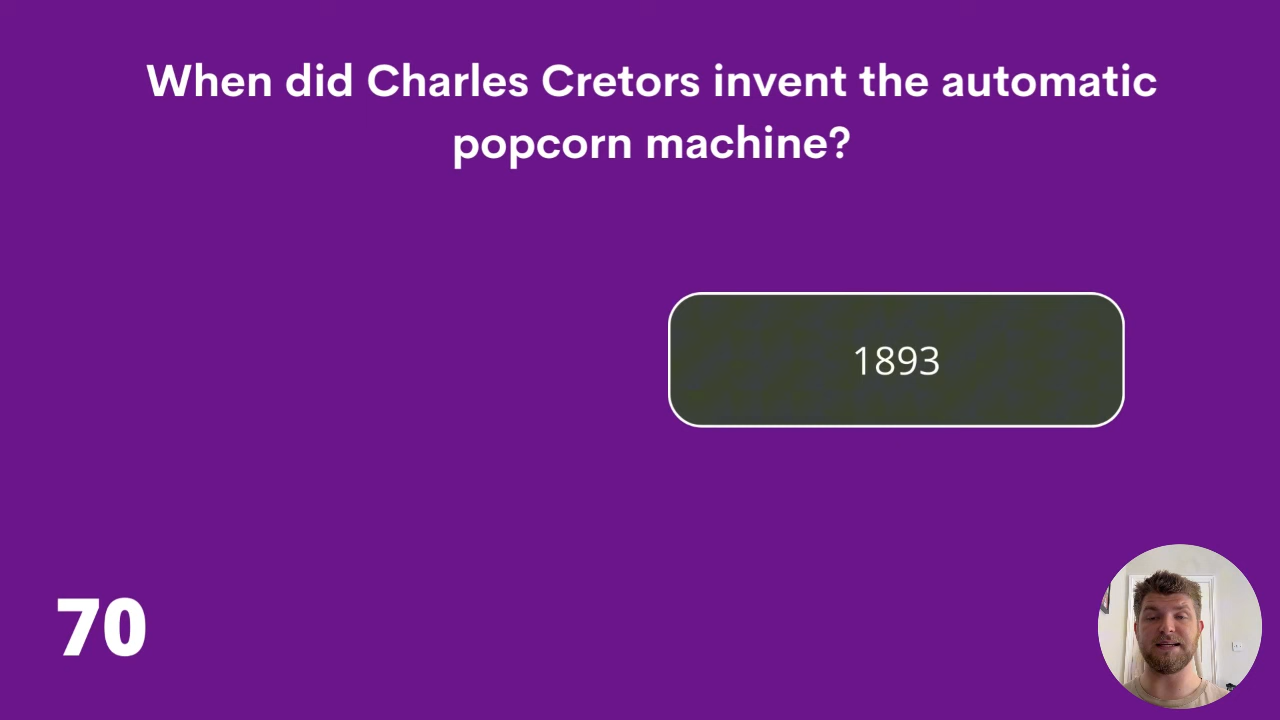 When did Charles Cretors invent the automatic
popcorn machine?
1893
70